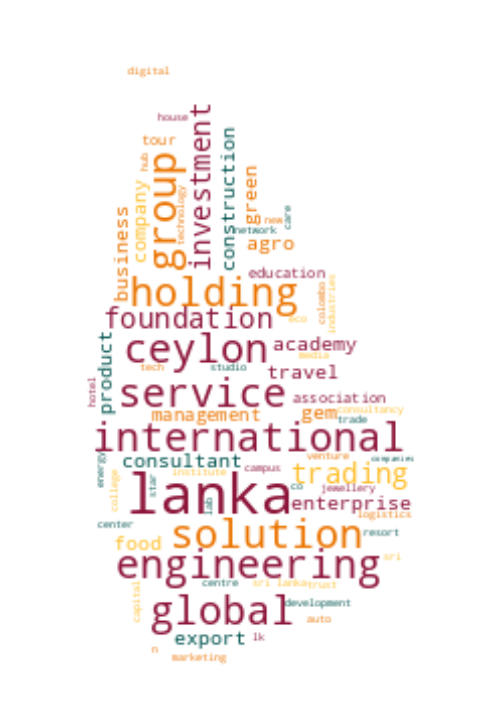 digital
house
investment
tour
construction
hub
group
green
company
technology
business
care
new
network
agro
education
holding
colombo
industries
foundation
eco
product
ceylon
academy
media
tech
studio
travel
hotel
service
association
management
gem
consultancy
trade
international
energy
consultant
venture
companies
college
institute
campus
trading
star
lanka
co
jewellery
lab
enterprise
logistics
center
solution
resort
food
engineering
sri
capital
centre
sri lanka
trust
global
development
auto
export
lk
n
marketing